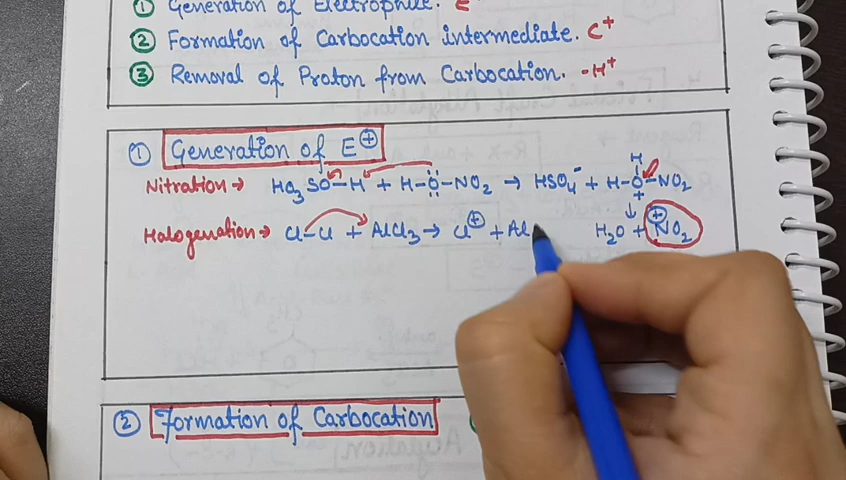 ① Generation of Electrophile. E
② Formation of Carbocation intermediate. C⁺
③ Removal of Proton from Carbocation. -H⁺
① Generation of E⊕
Nitration → HO₃SO-H + H-Ö-NO₂ → HSO₄⁻ + H-O-NO₂
H
+
↓
Halogenation → Cl-Cl + AlCl₃ → Cl⊕ + Al
H₂O + ⊕NO₂
② Formation of Carbocation